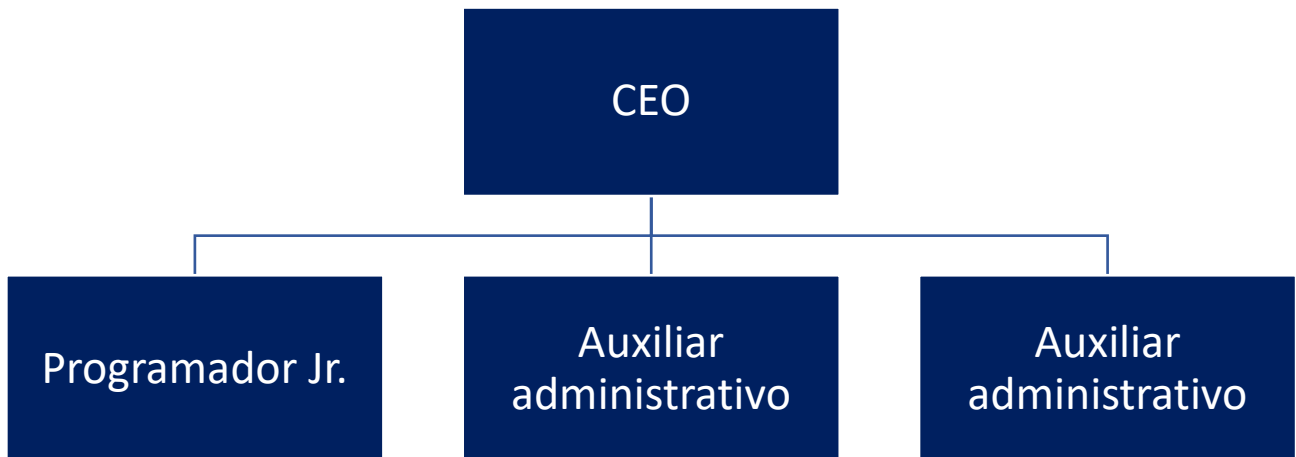 CEO
Programador Jr.
Auxiliar
administrativo
Auxiliar
administrativo